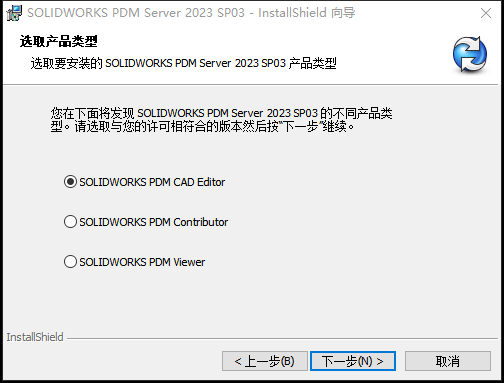 SOLIDWORKS PDM Server 2023 SP03 - InstallShield 向导
选取产品类型
选取要安装的 SOLIDWORKS PDM Server 2023 SP03 产品类型
您在下面将发现 SOLIDWORKS PDM Server 2023 SP03 的不同产品类
型。请选取与您的许可相符合的版本然后按"下一步"继续。
SOLIDWORKS PDM CAD Editor
SOLIDWORKS PDM Contributor
SOLIDWORKS PDM Viewer
InstallShield
< 上一步(B)
下一步(N) >
取消